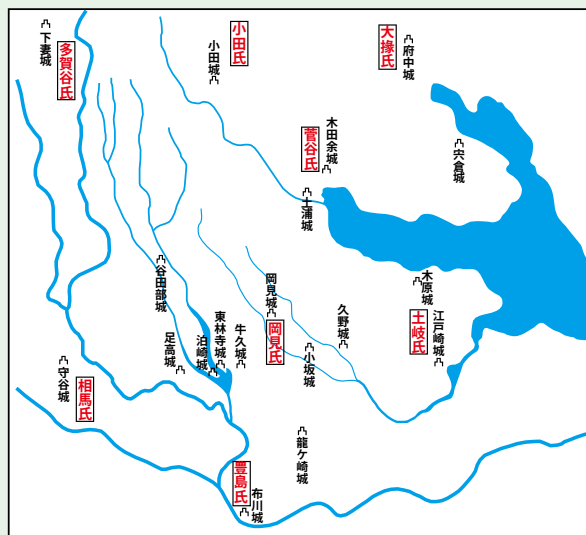 下妻城
多賀谷氏
小田城
小田氏
大掾氏
府中城
菅谷氏
木田余城
宍倉城
土浦城
谷田部城
岡見城
木原城
久野城
土岐氏
江戸崎城
東林寺城
牛久城
岡見氏
足高城
泊崎城
小坂城
守谷城
相馬氏
龍ケ崎城
豊島氏
布川城